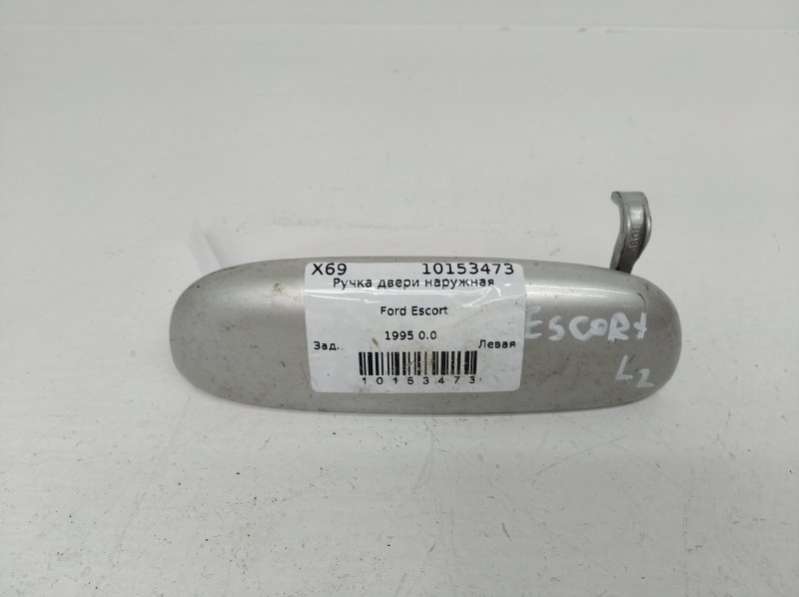 X69 10153473
Ручка двери наружная
Ford Escort
1995 0.0
Зад. Левая
10153473
ESCORT
L2